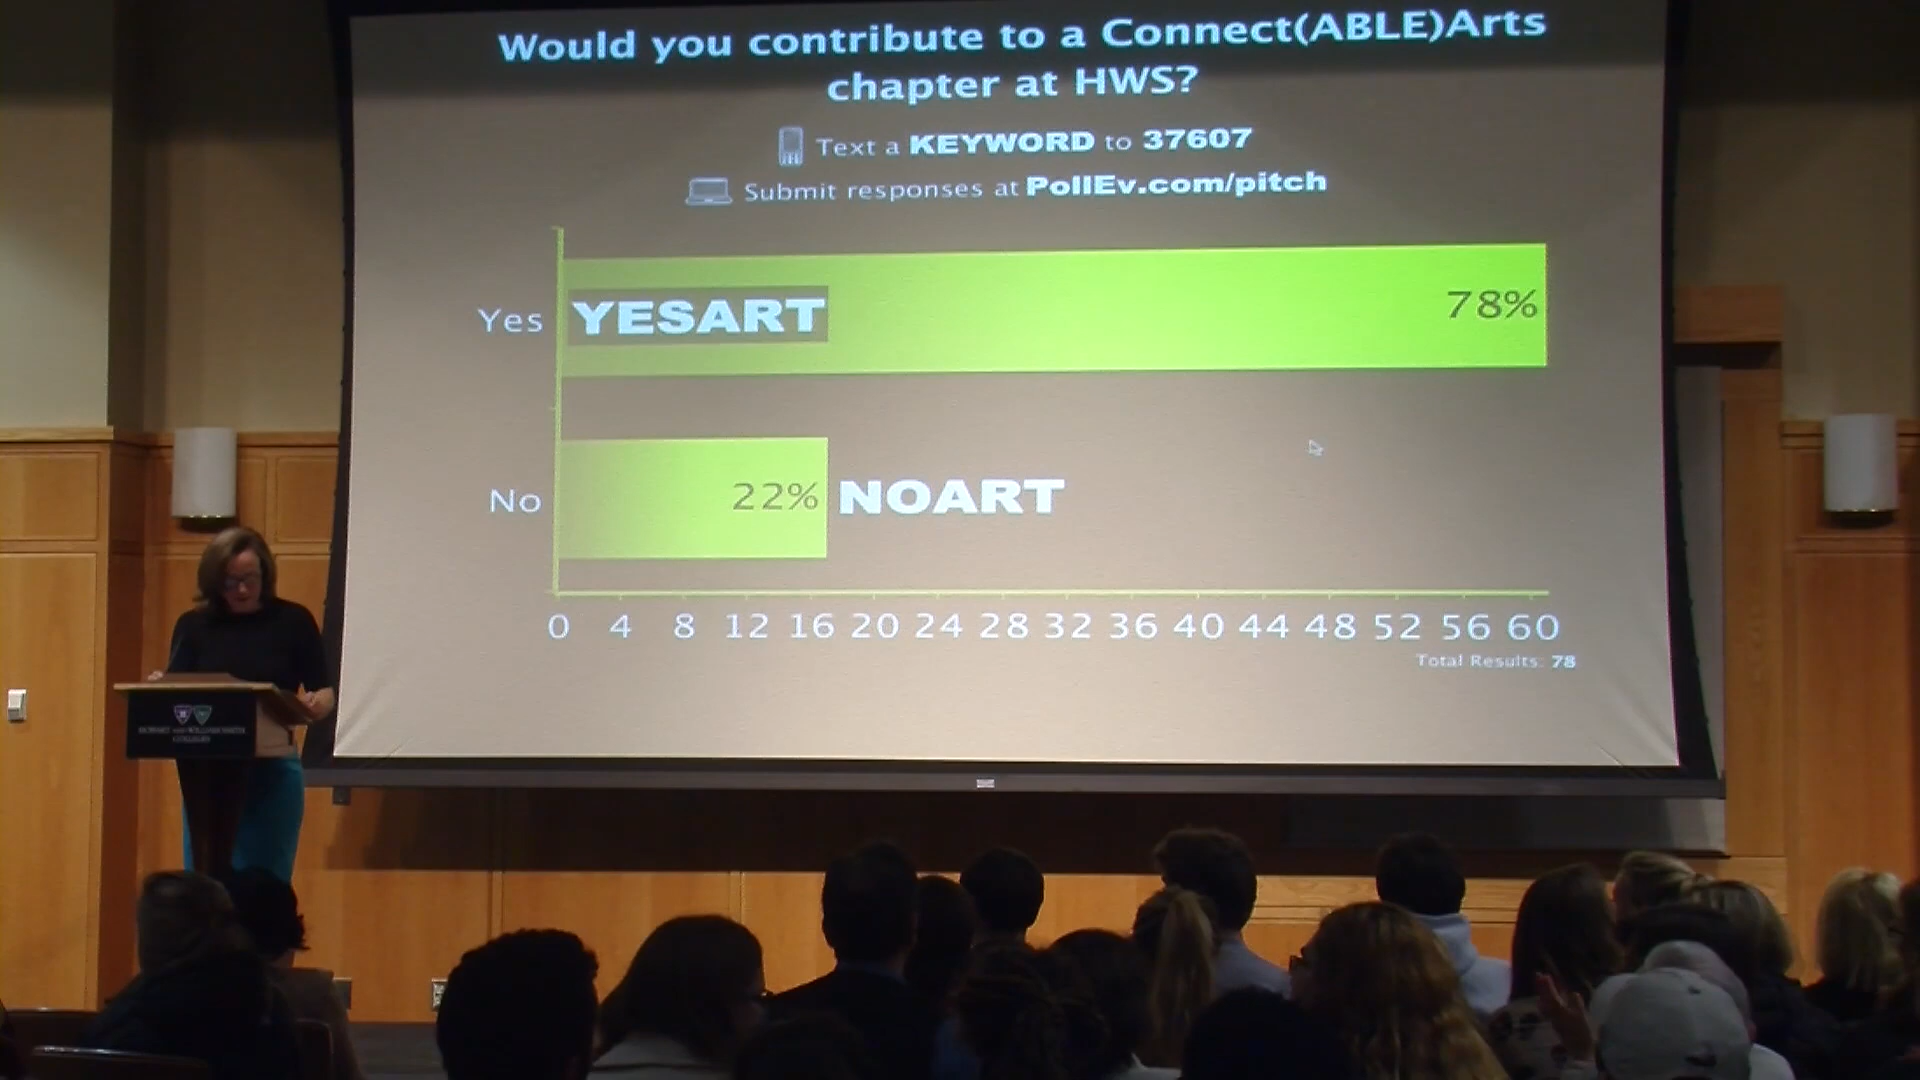 Would you contribute to a Connect(ABLE)Arts
chapter at HWS?
Text a KEYWORD to 37607
Submit responses at PollEv.com/pitch
Yes YESART 78%
No 22% NOART
0 4 8 12 16 20 24 28 32 36 40 44 48 52 56 60
Total Results: 78